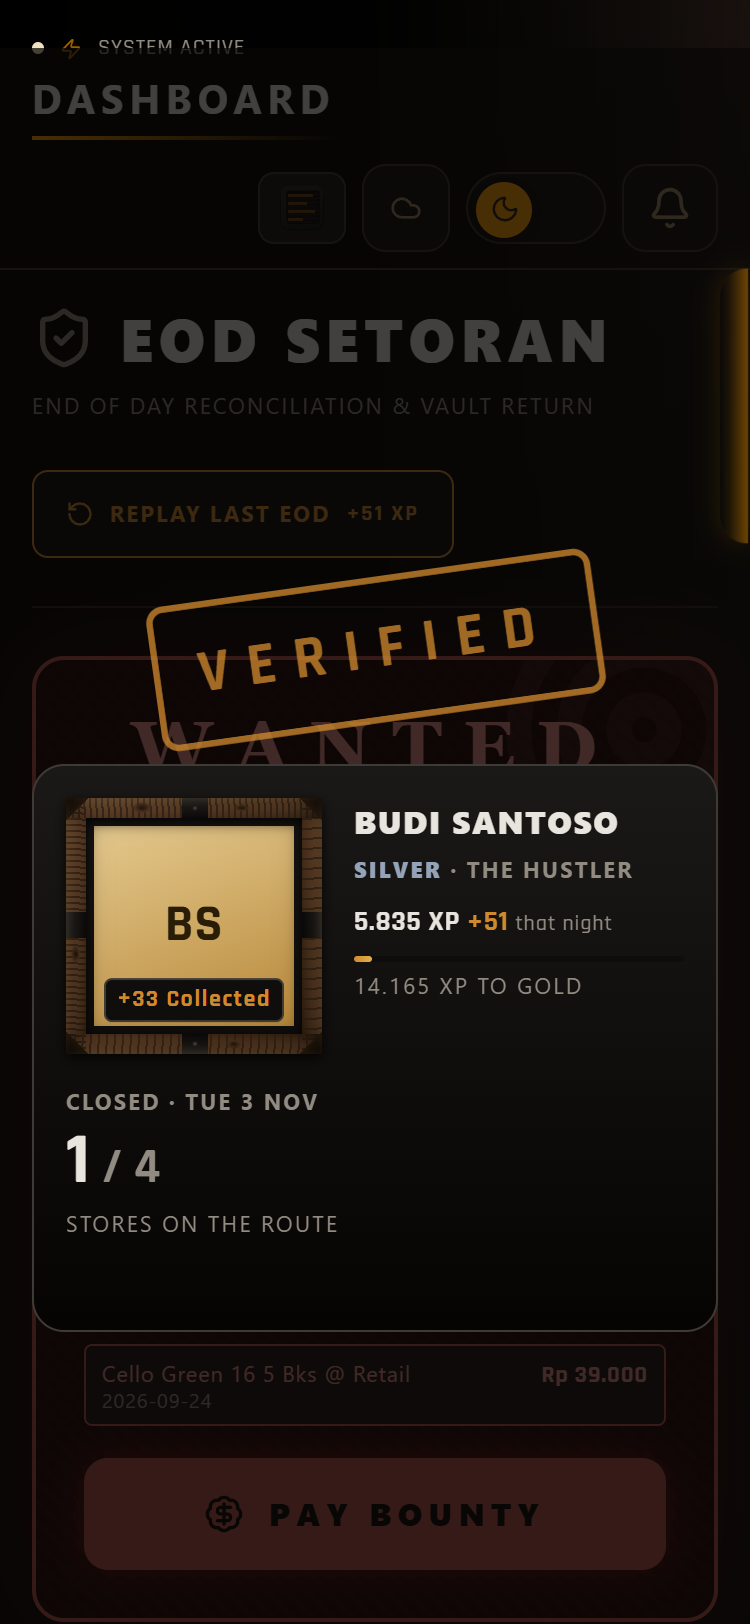 SYSTEM ACTIVE
DASHBOARD
EOD SETORAN
END OF DAY RECONCILIATION & VAULT RETURN
REPLAY LAST EOD +51 XP
VERIFIED
WANTED
BUDI SANTOSO
SILVER · THE HUSTLER
BS
5.835 XP +51 that night
+33 Collected
14.165 XP TO GOLD
CLOSED · TUE 3 NOV
1 / 4
STORES ON THE ROUTE
Cello Green 16 5 Bks @ Retail Rp 39.000
2026-09-24
PAY BOUNTY